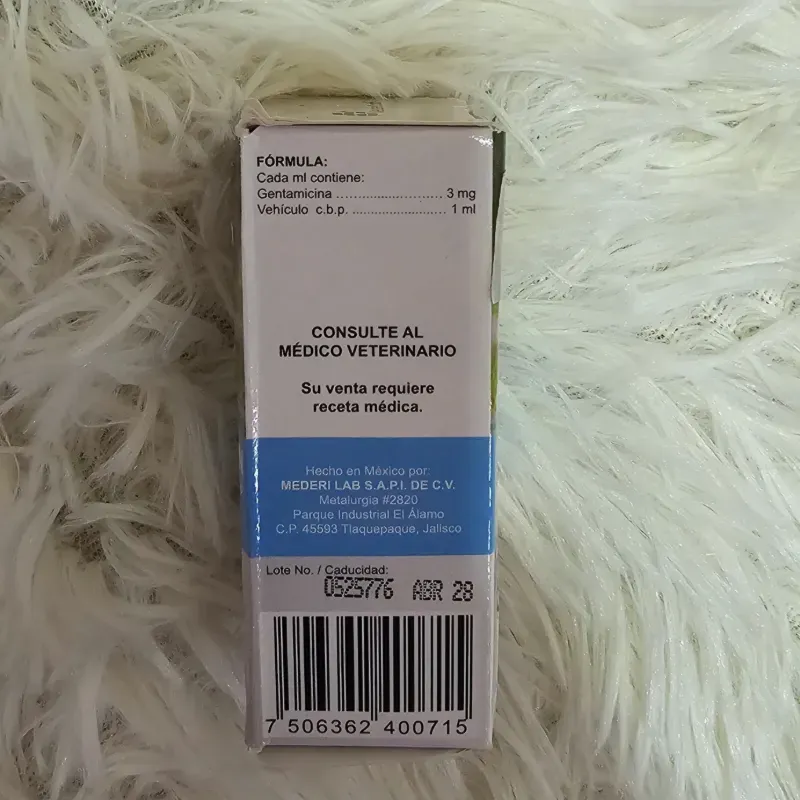 FÓRMULA:
Cada ml contiene:
Gentamicina ........................ 3 mg
Vehículo c.b.p. ........................ 1 ml
CONSULTE AL
MÉDICO VETERINARIO
Su venta requiere
receta médica.
Hecho en México por:
MEDERI LAB S.A.P.I. DE C.V.
Metalurgia #2820
Parque Industrial El Álamo
C.P. 45593 Tlaquepaque, Jalisco
Lote No. / Caducidad:
0525776 ABR 28
7 506362 400715